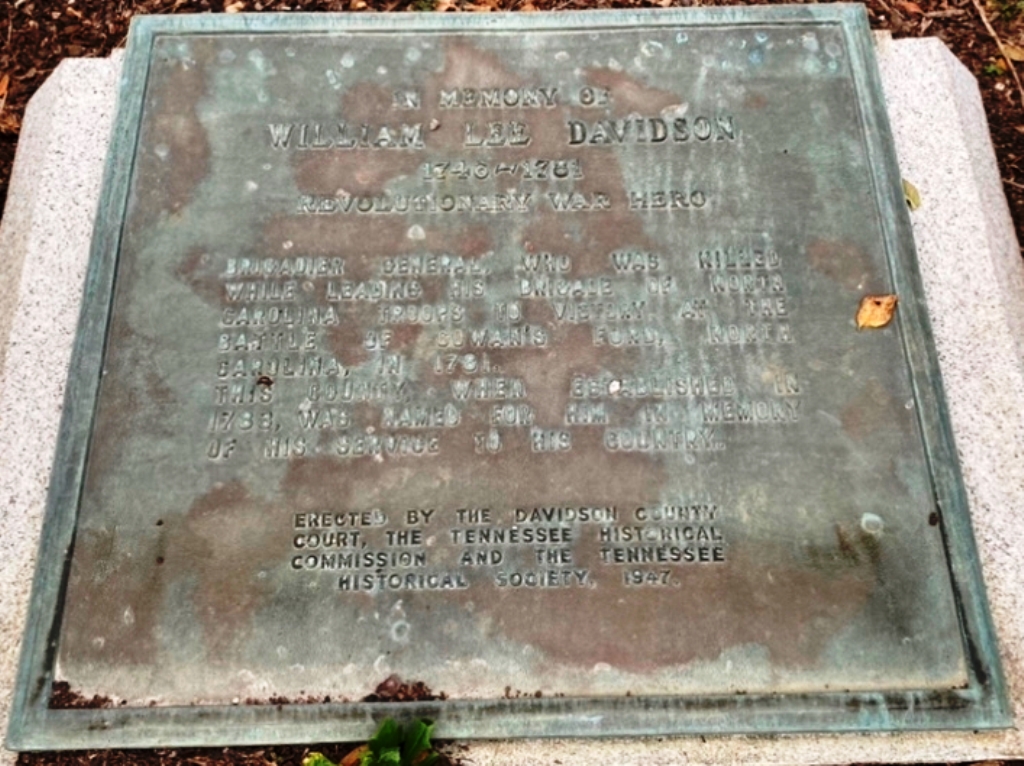 IN MEMORY OF
WILLIAM LEE DAVIDSON
1746~1781
REVOLUTIONARY WAR HERO
BRIGADIER GENERAL, WHO WAS KILLED
WHILE LEADING HIS BRIGADE OF NORTH
CAROLINA TROOPS TO VICTORY AT THE
BATTLE OF COWAN'S FORD, NORTH
CAROLINA, IN 1781.
THIS COUNTY, WHEN ESTABLISHED IN
1783, WAS NAMED FOR HIM IN MEMORY
OF HIS SERVICE TO HIS COUNTRY.
ERECTED BY THE DAVIDSON COUNTY
COURT, THE TENNESSEE HISTORICAL
COMMISSION AND THE TENNESSEE
HISTORICAL SOCIETY, 1947.